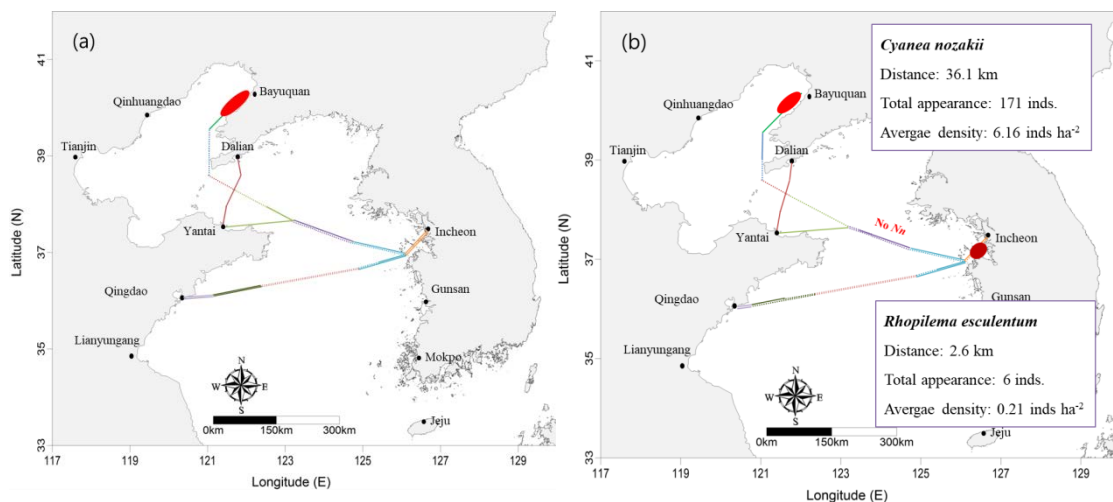 (a)
41
39
37
35
33
Latitude (N)
Qinhuangdao
Bayuquan
Tianjin
Dalian
Yantai
Incheon
Qingdao
Gunsan
Lianyungang
Mokpo
N
W E
S
0km 150km 300km
Jeju
117 119 121 123 125 127 129
Longitude (E)
(b)
41
39
37
35
33
Latitude (N)
Cyanea nozakii
Distance: 36.1 km
Total appearance: 171 inds.
Avergae density: 6.16 inds ha-2
Qinhuangdao
Bayuquan
Tianjin
Dalian
No Nn
Yantai
Incheon
Qingdao
Gunsan
Rhopilema esculentum
Distance: 2.6 km
Total appearance: 6 inds.
Avergae density: 0.21 inds ha-2
Lianyungang
N
W E
S
0km 150km 300km
Jeju
117 119 121 123 125 127 129
Longitude (E)